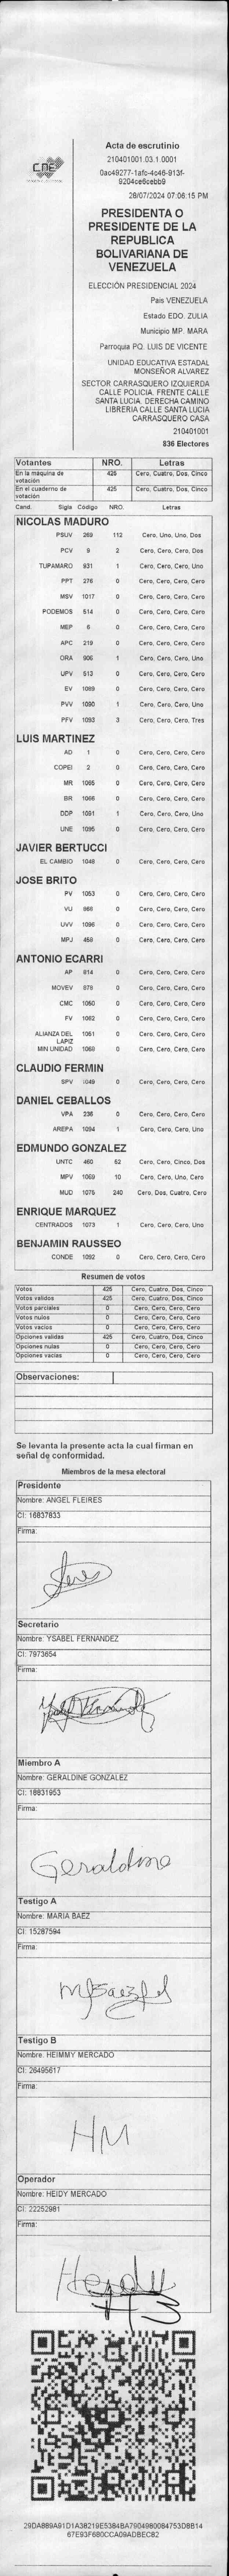 CNE
Acta de escrutinio
210401001.03.1.0001
0ac49277-1afc-4c46-913f-
9204ce6cebb9
28/07/2024 07:06:15 PM
PRESIDENTA O
PRESIDENTE DE LA
REPUBLICA
BOLIVARIANA DE
VENEZUELA
ELECCIÓN PRESIDENCIAL 2024
Pais VENEZUELA
Estado EDO. ZULIA
Municipio MP. MARA
Parroquia PQ. LUIS DE VICENTE
UNIDAD EDUCATIVA ESTADAL
MONSEÑOR ALVAREZ
SECTOR CARRASQUERO IZQUIERDA
CALLE POLICIA. FRENTE CALLE
SANTA LUCIA. DERECHA CAMINO
LIBRERIA CALLE SANTA LUCIA
CARRASQUERO CASA
210401001
836 Electores
Votantes NRO. Letras
En la maquina de votación 425 Cero, Cuatro, Dos, Cinco
En el cuaderno de votación 425 Cero, Cuatro, Dos, Cinco
Cand. Sigla Código NRO. Letras
NICOLAS MADURO
PSUV 269 112 Cero, Uno, Uno, Dos
PCV 9 2 Cero, Cero, Cero, Dos
TUPAMARO 931 1 Cero, Cero, Cero, Uno
PPT 276 0 Cero, Cero, Cero, Cero
MSV 1017 0 Cero, Cero, Cero, Cero
PODEMOS 514 0 Cero, Cero, Cero, Cero
MEP 6 0 Cero, Cero, Cero, Cero
APC 219 0 Cero, Cero, Cero, Cero
ORA 906 1 Cero, Cero, Cero, Uno
UPV 513 0 Cero, Cero, Cero, Cero
EV 1089 0 Cero, Cero, Cero, Cero
PVV 1090 1 Cero, Cero, Cero, Uno
PFV 1093 3 Cero, Cero, Cero, Tres
LUIS MARTINEZ
AD 1 0 Cero, Cero, Cero, Cero
COPEI 2 0 Cero, Cero, Cero, Cero
MR 1065 0 Cero, Cero, Cero, Cero
BR 1066 0 Cero, Cero, Cero, Cero
DDP 1091 1 Cero, Cero, Cero, Uno
UNE 1095 0 Cero, Cero, Cero, Cero
JAVIER BERTUCCI
EL CAMBIO 1048 0 Cero, Cero, Cero, Cero
JOSE BRITO
PV 1053 0 Cero, Cero, Cero, Cero
VU 868 0 Cero, Cero, Cero, Cero
UVV 1096 0 Cero, Cero, Cero, Cero
MPJ 458 0 Cero, Cero, Cero, Cero
ANTONIO ECARRI
AP 814 0 Cero, Cero, Cero, Cero
MOVEV 878 0 Cero, Cero, Cero, Cero
CMC 1050 0 Cero, Cero, Cero, Cero
FV 1062 0 Cero, Cero, Cero, Cero
ALIANZA DEL LAPIZ 1051 0 Cero, Cero, Cero, Cero
MIN UNIDAD 1060 0 Cero, Cero, Cero, Cero
CLAUDIO FERMIN
SPV 1049 0 Cero, Cero, Cero, Cero
DANIEL CEBALLOS
VPA 236 0 Cero, Cero, Cero, Cero
AREPA 1094 1 Cero, Cero, Cero, Uno
EDMUNDO GONZALEZ
UNTC 460 52 Cero, Cero, Cinco, Dos
MPV 1069 10 Cero, Cero, Uno, Cero
MUD 1075 240 Cero, Dos, Cuatro, Cero
ENRIQUE MARQUEZ
CENTRADOS 1073 1 Cero, Cero, Cero, Uno
BENJAMIN RAUSSEO
CONDE 1092 0 Cero, Cero, Cero, Cero
Resumen de votos
Votos 425 Cero, Cuatro, Dos, Cinco
Votos validos 425 Cero, Cuatro, Dos, Cinco
Votos parciales 0 Cero, Cero, Cero, Cero
Votos nulos 0 Cero, Cero, Cero, Cero
Votos vacios 0 Cero, Cero, Cero, Cero
Opciones validas 425 Cero, Cuatro, Dos, Cinco
Opciones nulas 0 Cero, Cero, Cero, Cero
Opciones vacias 0 Cero, Cero, Cero, Cero
Observaciones:
Se levanta la presente acta la cual firman en
señal de conformidad.
Miembros de la mesa electoral
Presidente
Nombre: ANGEL FLEIRES
CI: 16837833
Firma:
Secretario
Nombre: YSABEL FERNANDEZ
CI: 7973654
Firma:
Miembro A
Nombre: GERALDINE GONZALEZ
CI: 18831953
Firma:
Geraldine
Testigo A
Nombre: MARIA BAEZ
CI: 15287594
Firma:
Testigo B
Nombre: HEIMMY MERCADO
CI: 26495617
Firma:
HM
Operador
Nombre: HEIDY MERCADO
CI: 22252981
Firma:
29DA889A91D1A38219E5384BA7904980084753D8B14
67E93F680CCA09ADBEC82